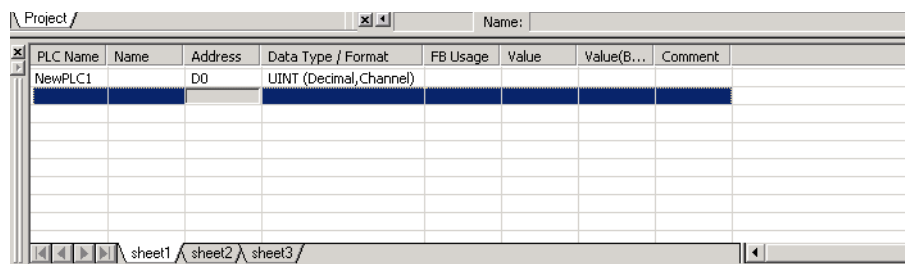 Project
Name:
PLC Name Name Address Data Type / Format FB Usage Value Value(B... Comment
NewPLC1 D0 UINT (Decimal,Channel)
sheet1 sheet2 sheet3